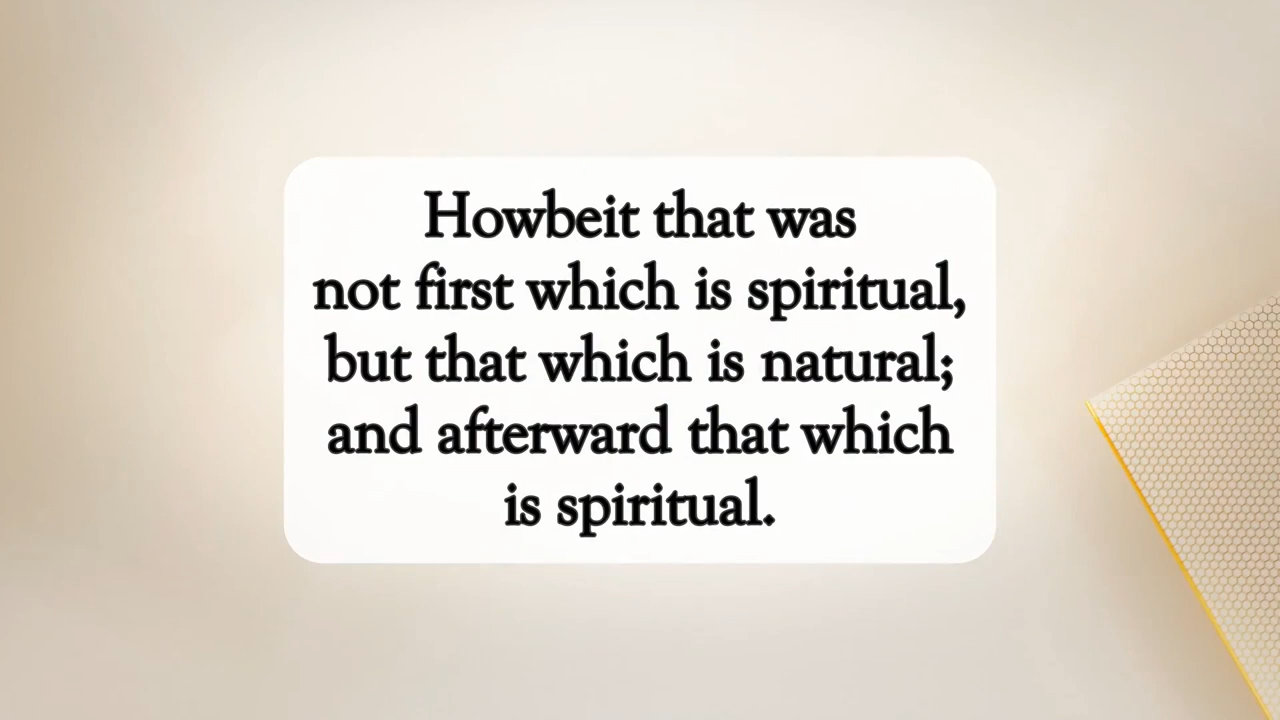 Howbeit that was
not first which is spiritual,
but that which is natural;
and afterward that which
is spiritual.